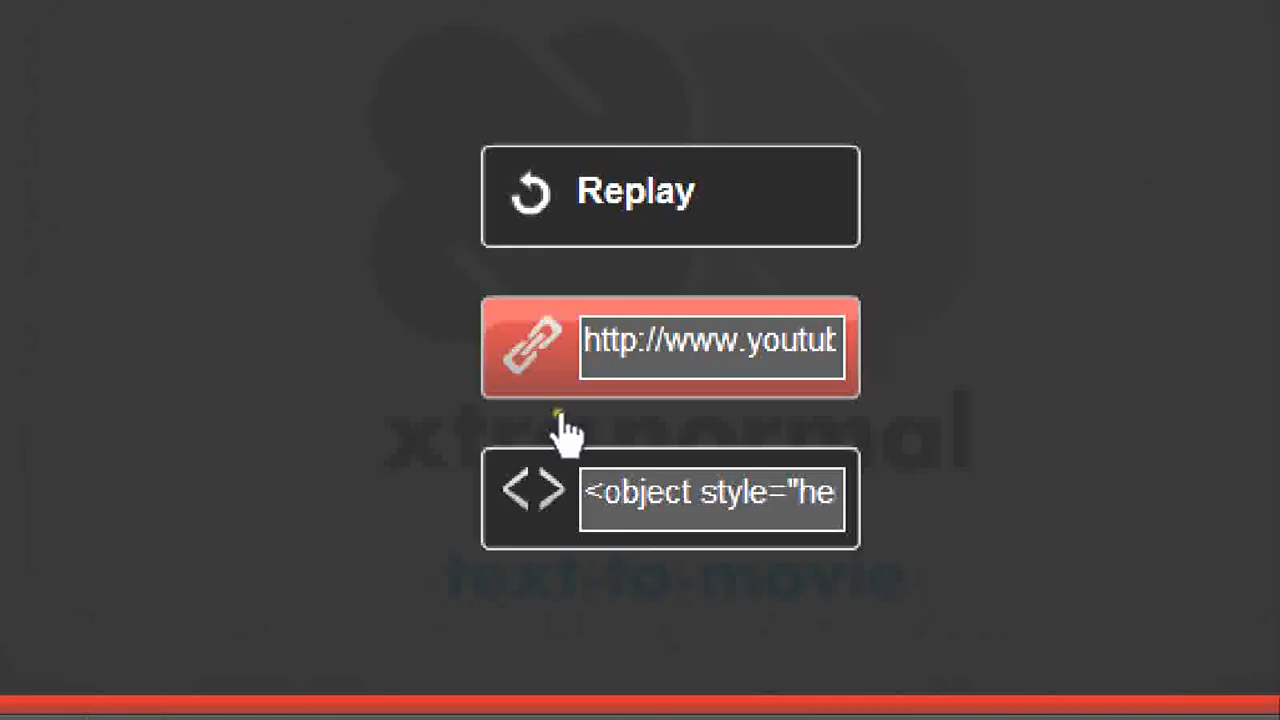 Replay
http://www.youtub
xtranormal
<object style="he
text-to-movie